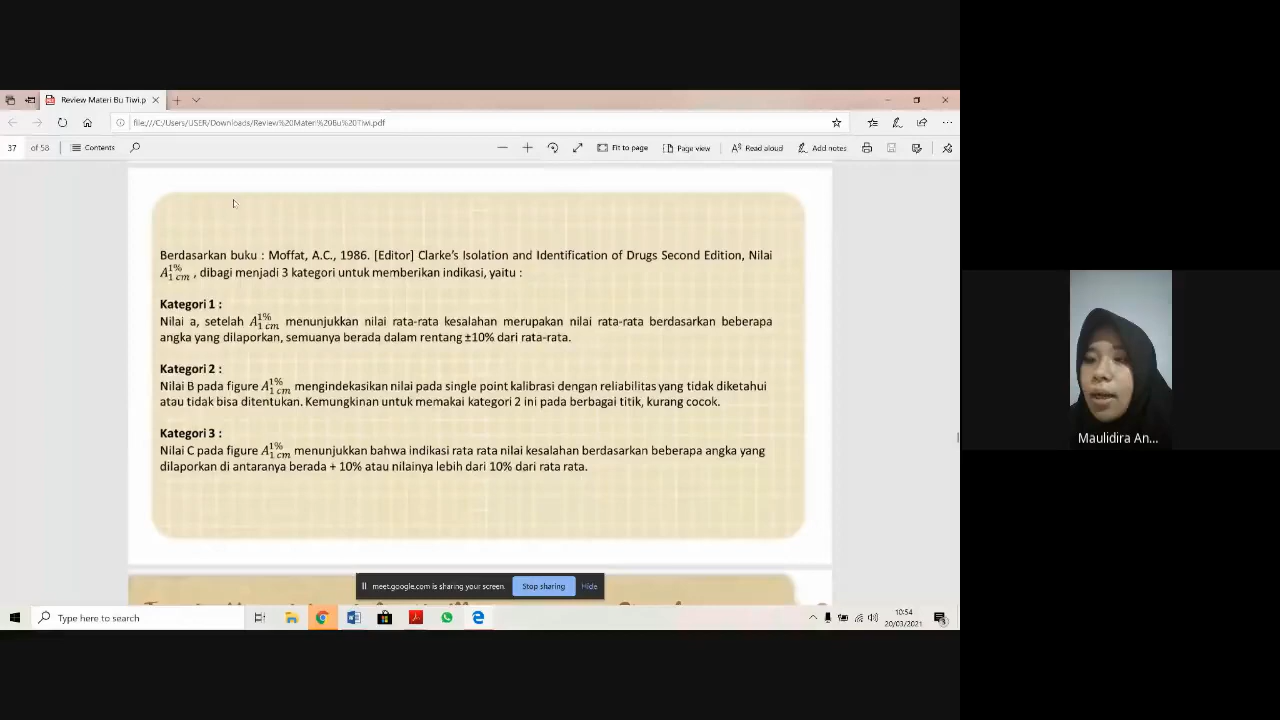 Review Materi Bu Tiwi.p
file:///C:/Users/USER/Downloads/Review%20Materi%20Bu%20Tiwi.pdf
37 of 58 Contents Fit to page Page view Read aloud Add notes
Berdasarkan buku : Moffat, A.C., 1986. [Editor] Clarke's Isolation and Identification of Drugs Second Edition, Nilai
A 1% 1 cm , dibagi menjadi 3 kategori untuk memberikan indikasi, yaitu :
Kategori 1 :
Nilai a, setelah A 1% 1 cm menunjukkan nilai rata-rata kesalahan merupakan nilai rata-rata berdasarkan beberapa
angka yang dilaporkan, semuanya berada dalam rentang ±10% dari rata-rata.
Kategori 2 :
Nilai B pada figure A 1% 1 cm mengindekasikan nilai pada single point kalibrasi dengan reliabilitas yang tidak diketahui
atau tidak bisa ditentukan. Kemungkinan untuk memakai kategori 2 ini pada berbagai titik, kurang cocok.
Kategori 3 :
Nilai C pada figure A 1% 1 cm menunjukkan bahwa indikasi rata rata nilai kesalahan berdasarkan beberapa angka yang
dilaporkan di antaranya berada + 10% atau nilainya lebih dari 10% dari rata rata.
Maulidira An...
meet.google.com is sharing your screen. Stop sharing Hide
Type here to search
10:54
20/03/2021